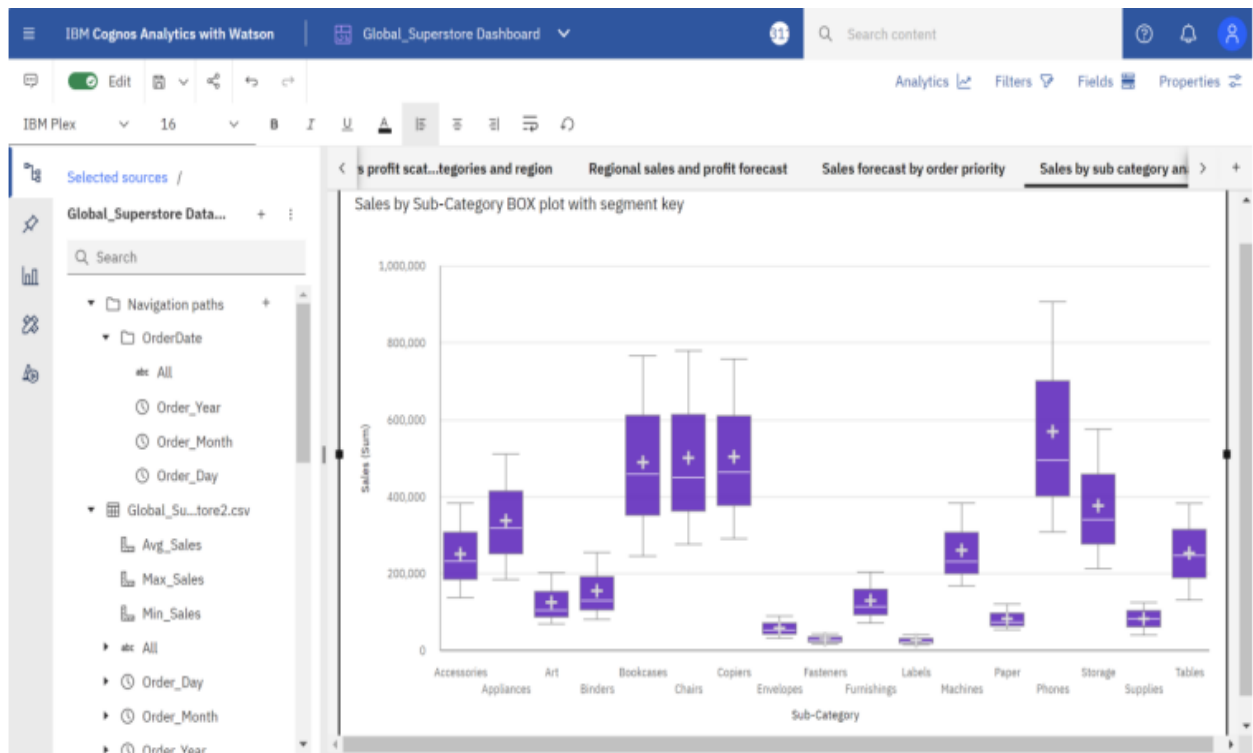 IBM Cognos Analytics with Watson
Global_Superstore Dashboard
Search content
Edit
Analytics
Filters
Fields
Properties
IBM Plex
16
B
I
U
A
Selected sources /
Global_Superstore Data...
Search
Navigation paths
OrderDate
abc All
Order_Year
Order_Month
Order_Day
Global_Su...tore2.csv
Avg_Sales
Max_Sales
Min_Sales
abc All
Order_Day
Order_Month
Order_Year
s profit scat...tegories and region
Regional sales and profit forecast
Sales forecast by order priority
Sales by sub category an
Sales by Sub-Category BOX plot with segment key
1,000,000
800,000
600,000
400,000
200,000
0
Sales (Sum)
Accessories
Appliances
Art
Binders
Bookcases
Chairs
Copiers
Envelopes
Fasteners
Furnishings
Labels
Machines
Paper
Phones
Storage
Supplies
Tables
Sub-Category